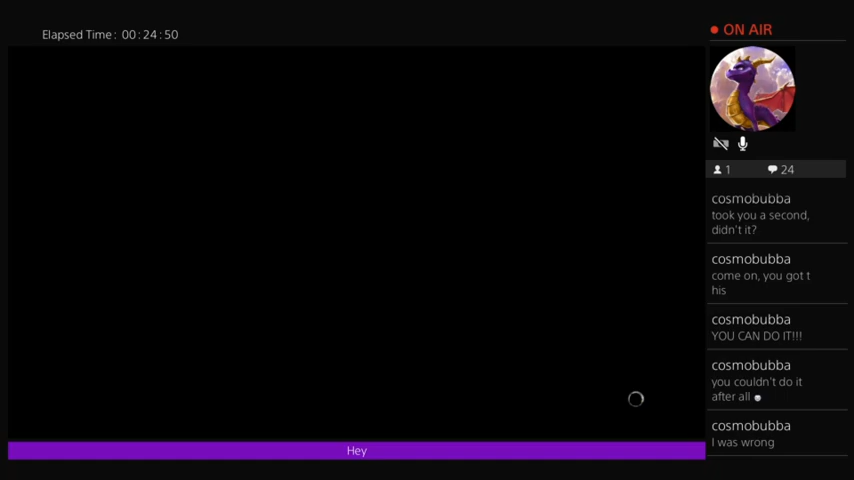 Elapsed Time: 00:24:50
ON AIR
1 24
cosmobubba
took you a second,
didn't it?
cosmobubba
come on, you got t
his
cosmobubba
YOU CAN DO IT!!!
cosmobubba
you couldn't do it
after all
cosmobubba
I was wrong
Hey